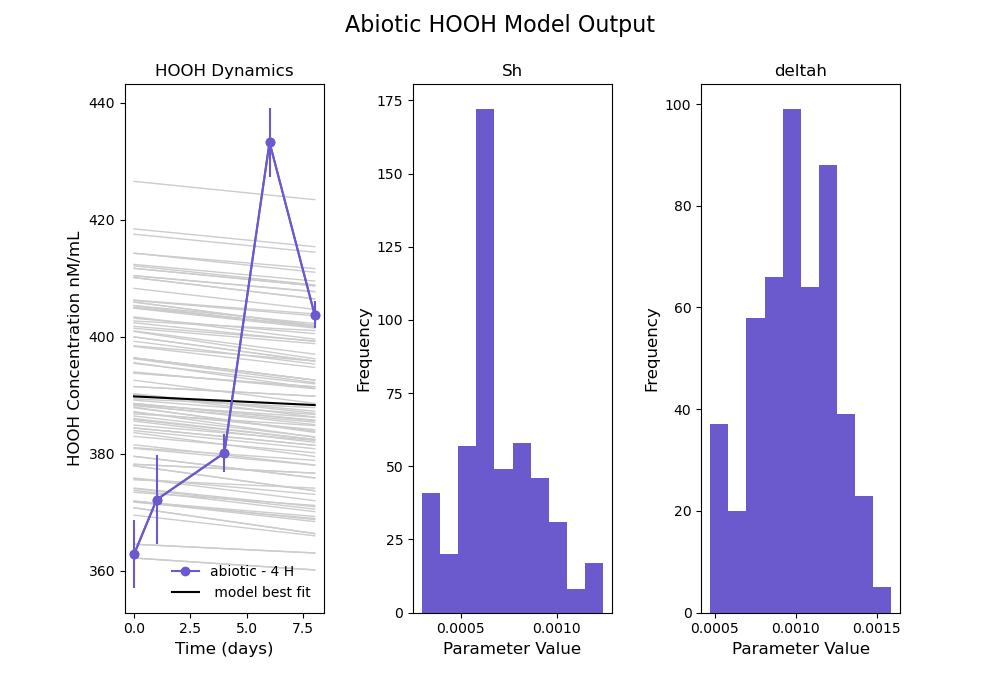 Abiotic HOOH Model Output
HOOH Dynamics
HOOH Concentration nM/mL
440
420
400
380
360
abiotic - 4 H
model best fit
0.0
2.5
5.0
7.5
Time (days)
Sh
Frequency
175
150
125
100
75
50
25
0
0.0005
0.0010
Parameter Value
deltah
Frequency
100
80
60
40
20
0
0.0005
0.0010
0.0015
Parameter Value